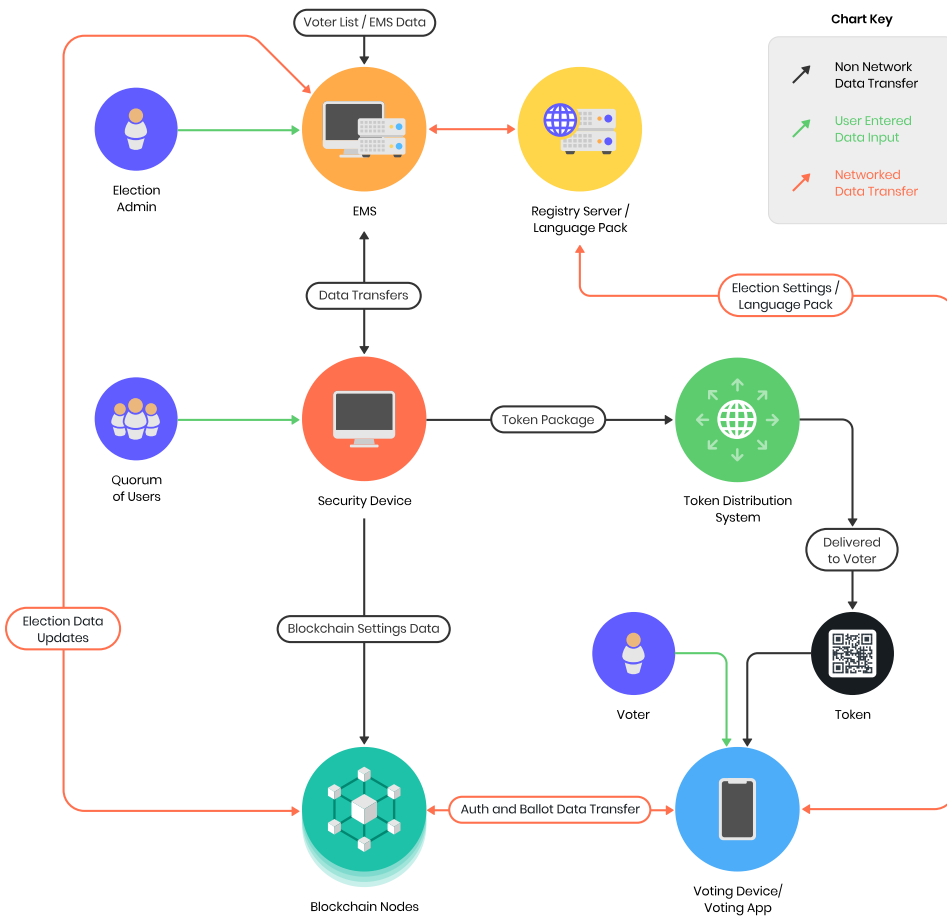 Voter List / EMS Data
Chart Key
Non Network
Data Transfer
User Entered
Data Input
Networked
Data Transfer
Election
Admin
EMS
Registry Server /
Language Pack
Data Transfers
Election Settings /
Language Pack
Quorum
of Users
Security Device
Token Package
Token Distribution
System
Delivered
to Voter
Election Data
Updates
Blockchain Settings Data
Voter
Token
Auth and Ballot Data Transfer
Blockchain Nodes
Voting Device/
Voting App